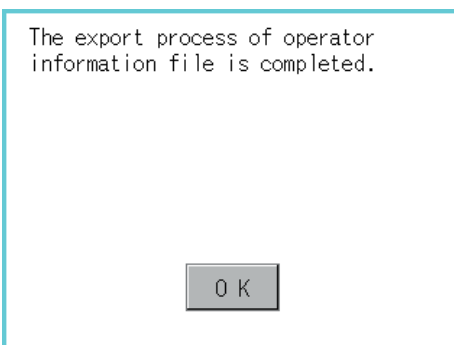 The export process of operator
information file is completed.
OK